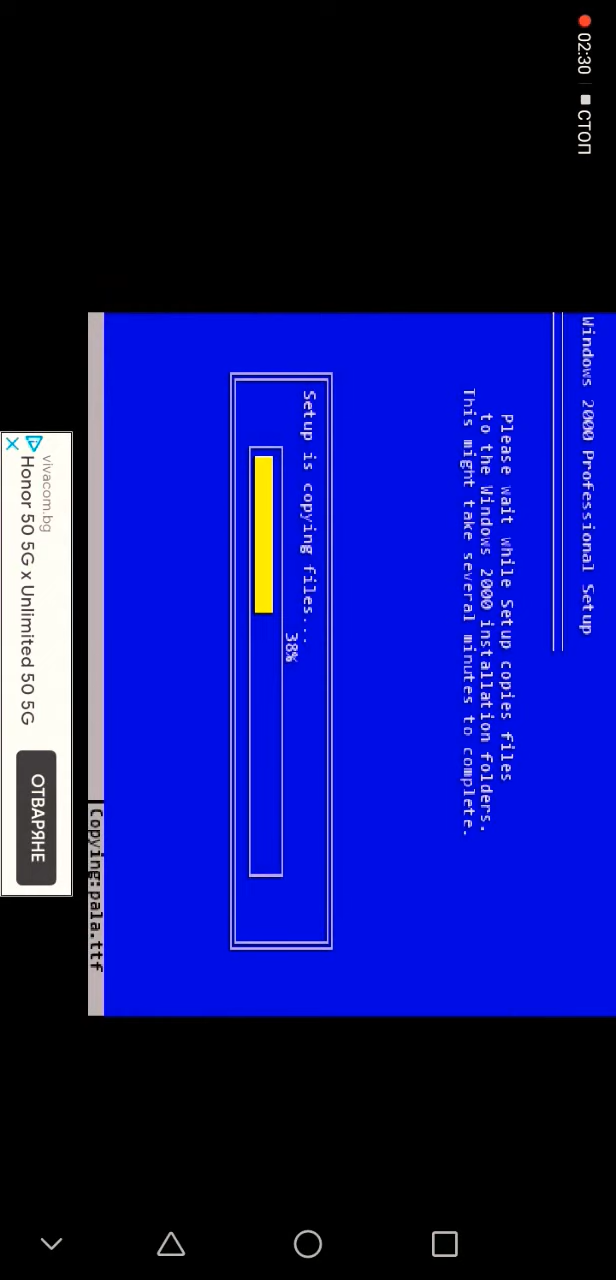 02:30 СТОП
Windows 2000 Professional Setup
Please wait while Setup copies files
to the Windows 2000 installation folders.
This might take several minutes to complete.
Setup is copying files...
38%
Copying:pala.ttf
vivacom.bg
Honor 50 5G x Unlimited 50 5G
ОТВАРЯНЕ